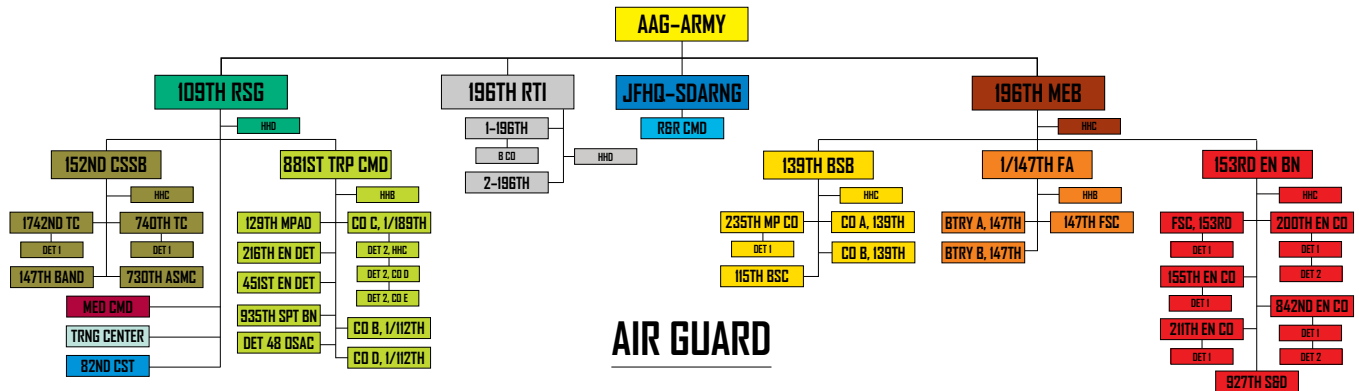 AAG-ARMY
109TH RSG
196TH RTI
JFHQ-SDARNG
196TH MEB
HHD
1-196TH
B CO
HHD
2-196TH
R&R CMD
HHC
152ND CSSB
HHC
1742ND TC
740TH TC
DET 1
DET 1
147TH BAND
730TH ASMC
MED CMD
TRNG CENTER
82ND CST
881ST TRP CMD
HHB
129TH MPAD
CO C, 1/189TH
216TH EN DET
DET 2, HHC
DET 2, CO D
451ST EN DET
DET 2, CO E
935TH SPT BN
CO B, 1/112TH
DET 48 OSAC
CO D, 1/112TH
139TH BSB
HHC
235TH MP CO
CO A, 139TH
DET 1
CO B, 139TH
115TH BSC
1/147TH FA
HHB
BTRY A, 147TH
147TH FSC
BTRY B, 147TH
153RD EN BN
HHC
FSC, 153RD
200TH EN CO
DET 1
DET 1
DET 2
155TH EN CO
DET 1
842ND EN CO
211TH EN CO
DET 1
DET 1
DET 2
927TH S&D
AIR GUARD